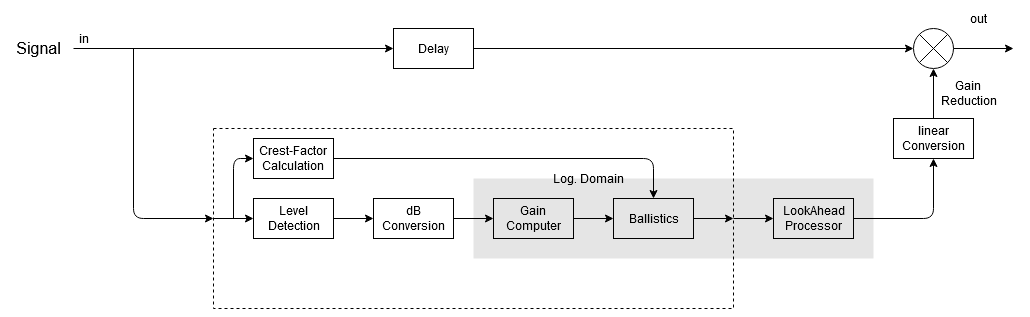 Signal
in
Delay
out
Gain
Reduction
linear
Conversion
Crest-Factor
Calculation
Log. Domain
Level
Detection
dB
Conversion
Gain
Computer
Ballistics
LookAhead
Processor